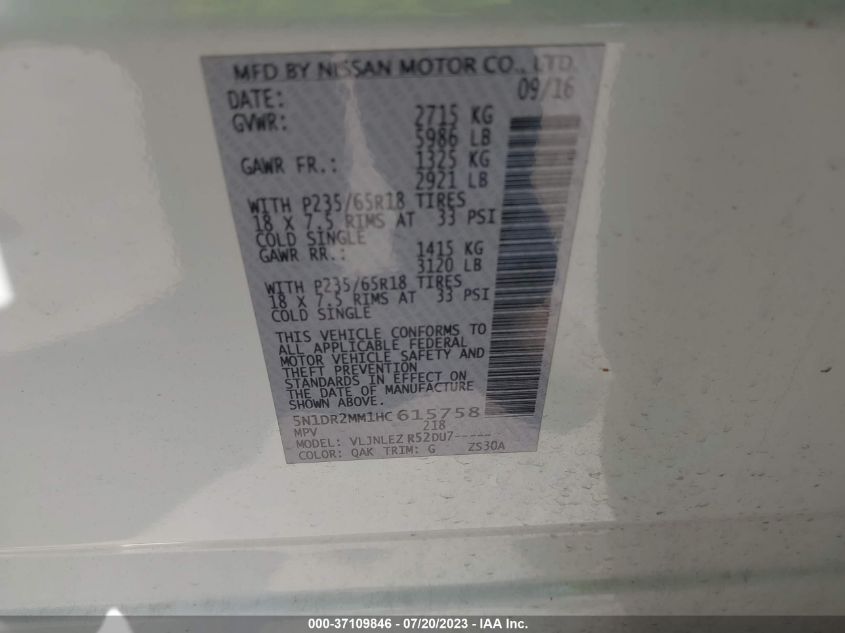 MFD BY NISSAN MOTOR CO., LTD.
DATE: 09/16
GVWR: 2715 KG
5986 LB
GAWR FR.: 1325 KG
2921 LB
WITH P235/65R18 TIRES
18 X 7.5 RIMS AT 33 PSI
COLD SINGLE
GAWR RR.: 1415 KG
3120 LB
WITH P235/65R18 TIRES
18 X 7.5 RIMS AT 33 PSI
COLD SINGLE
THIS VEHICLE CONFORMS TO
ALL APPLICABLE FEDERAL
MOTOR VEHICLE SAFETY AND
THEFT PREVENTION
STANDARDS IN EFFECT ON
THE DATE OF MANUFACTURE
SHOWN ABOVE.
5N1DR2MM1HC615758
MPV 218
MODEL: VLJNLEZ R52DU7-----
COLOR: QAK TRIM: G ZS30A
000-37109846 - 07/20/2023 - IAA Inc.